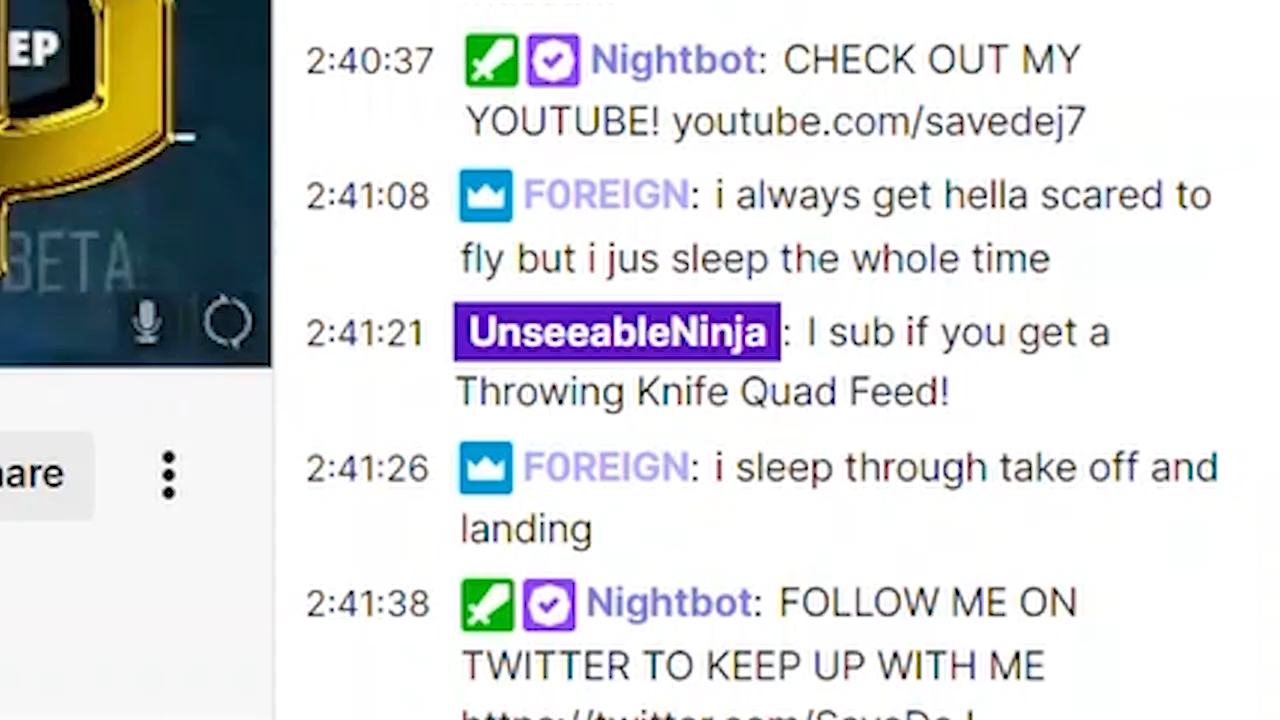 EP
BETA
hare
2:40:37 Nightbot: CHECK OUT MY
YOUTUBE! youtube.com/savedej7
2:41:08 F0REIGN: i always get hella scared to
fly but i jus sleep the whole time
2:41:21 UnseeableNinja : I sub if you get a
Throwing Knife Quad Feed!
2:41:26 F0REIGN: i sleep through take off and
landing
2:41:38 Nightbot: FOLLOW ME ON
TWITTER TO KEEP UP WITH ME